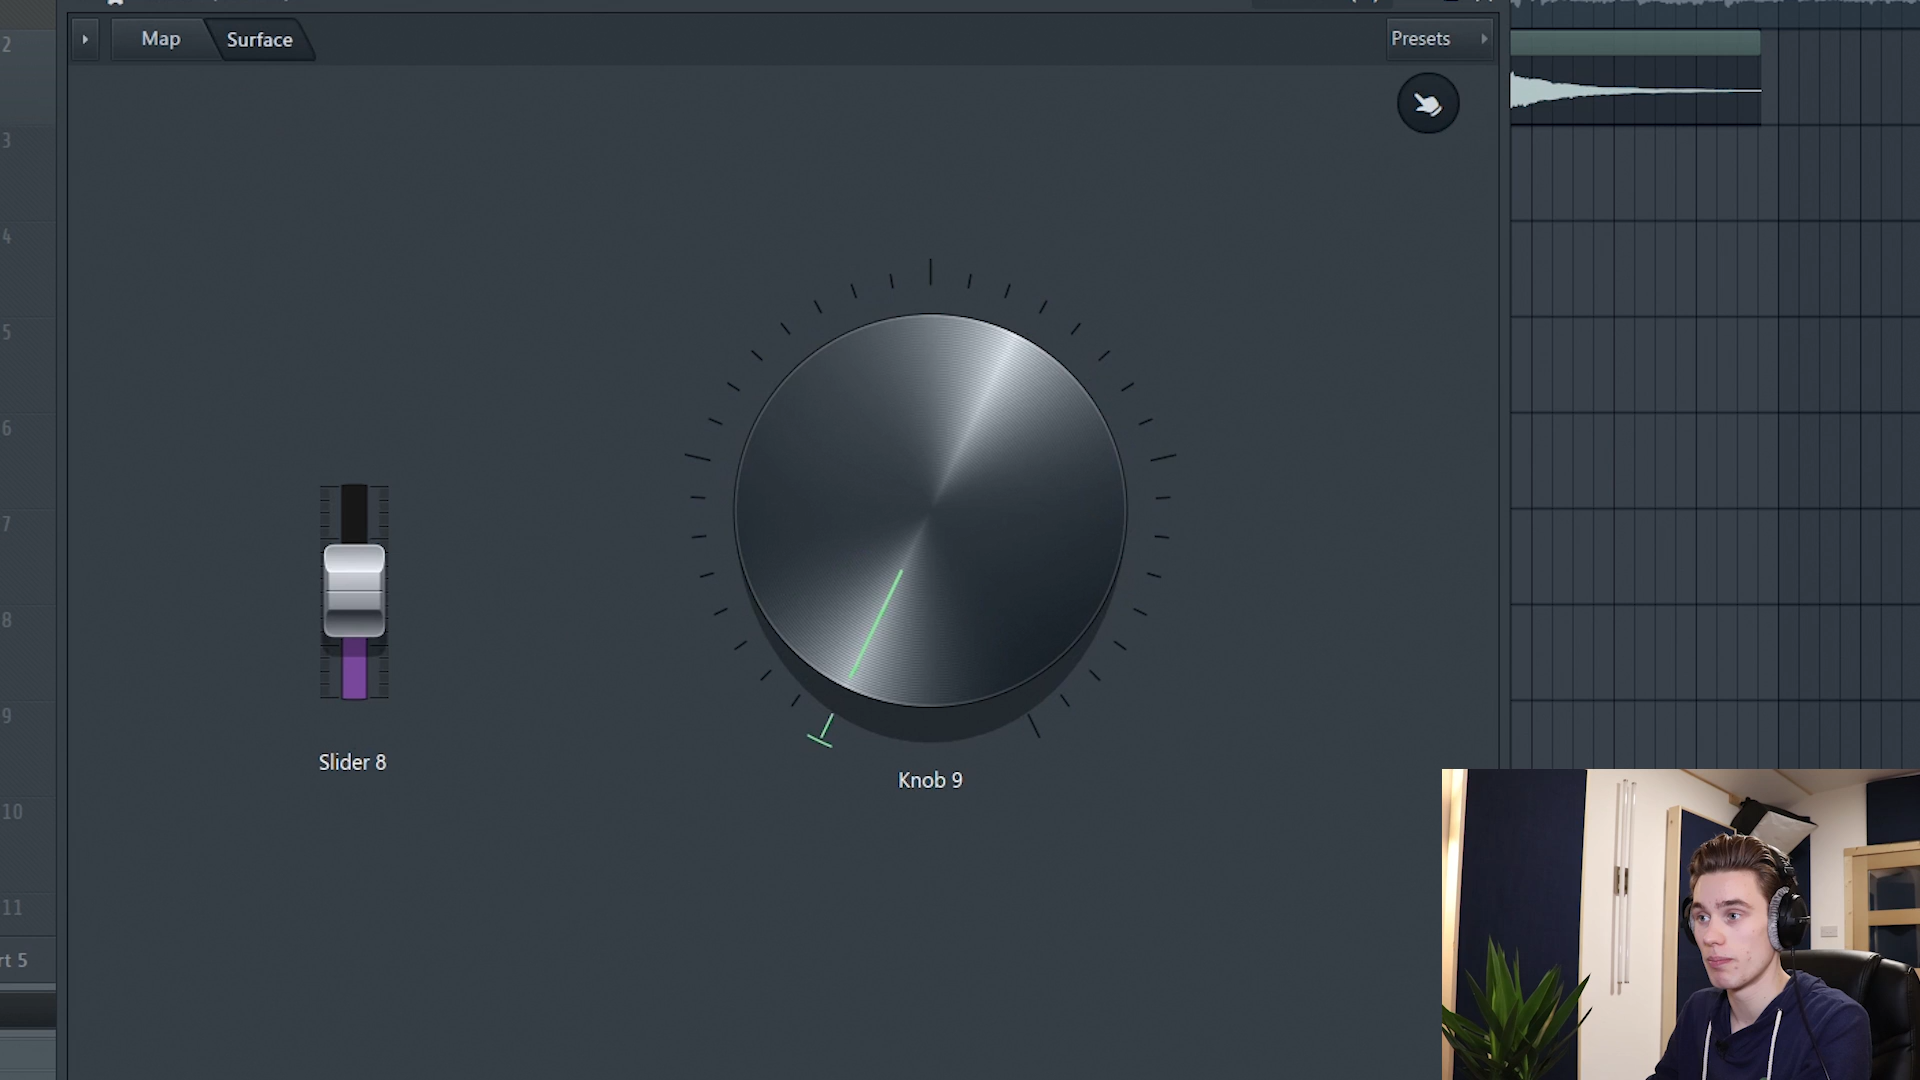 Map
Surface
Presets
2
3
4
5
6
7
8
9
10
11
rt 5
Slider 8
Knob 9